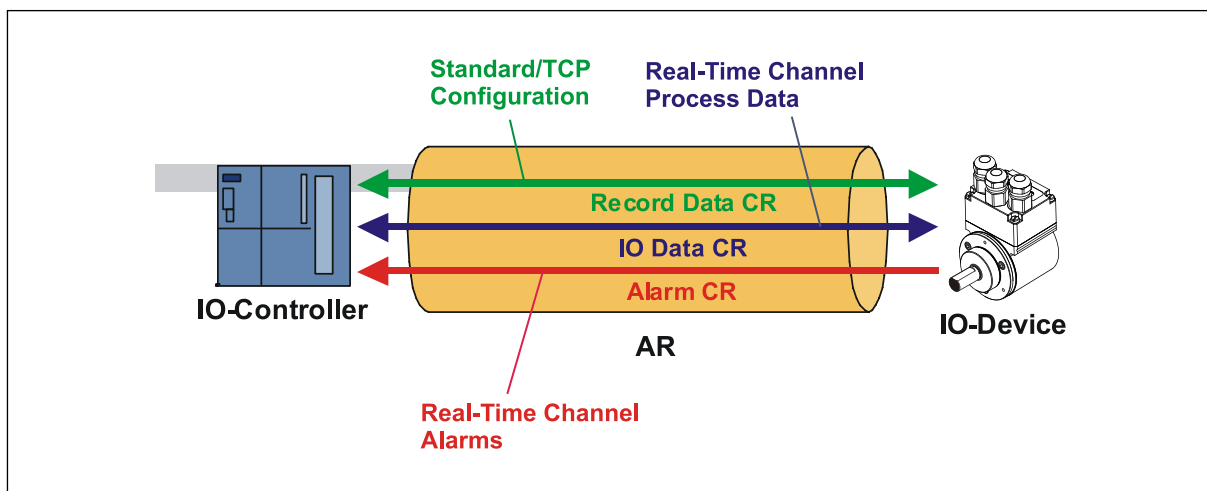 Standard/TCP
Configuration
Real-Time Channel
Process Data
Record Data CR
IO Data CR
Alarm CR
IO-Controller
IO-Device
AR
Real-Time Channel
Alarms